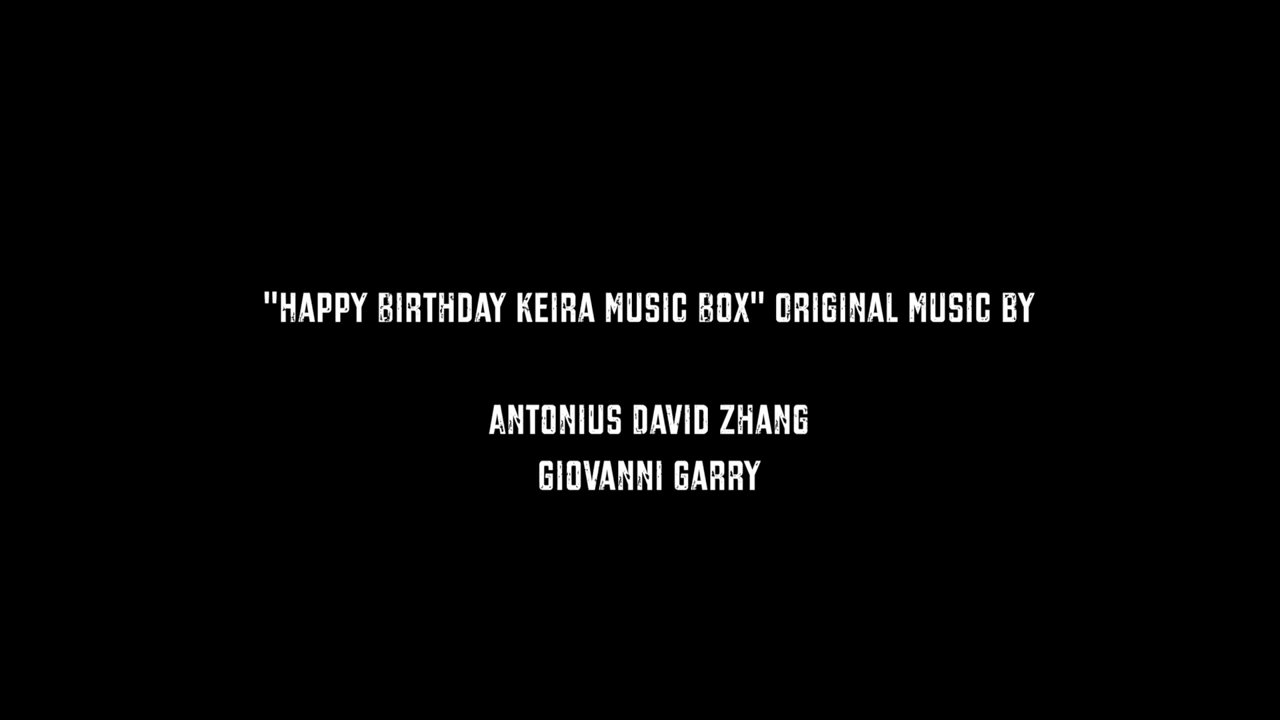 "HAPPY BIRTHDAY KEIRA MUSIC BOX" ORIGINAL MUSIC BY
ANTONIUS DAVID ZHANG
GIOVANNI GARRY